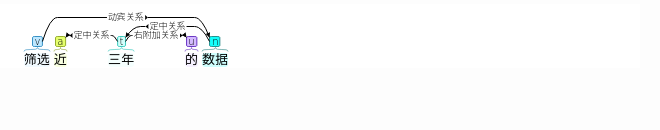 动宾关系
定中关系
定中关系 右附加关系
v a t u n
筛选 近 三年 的 数据